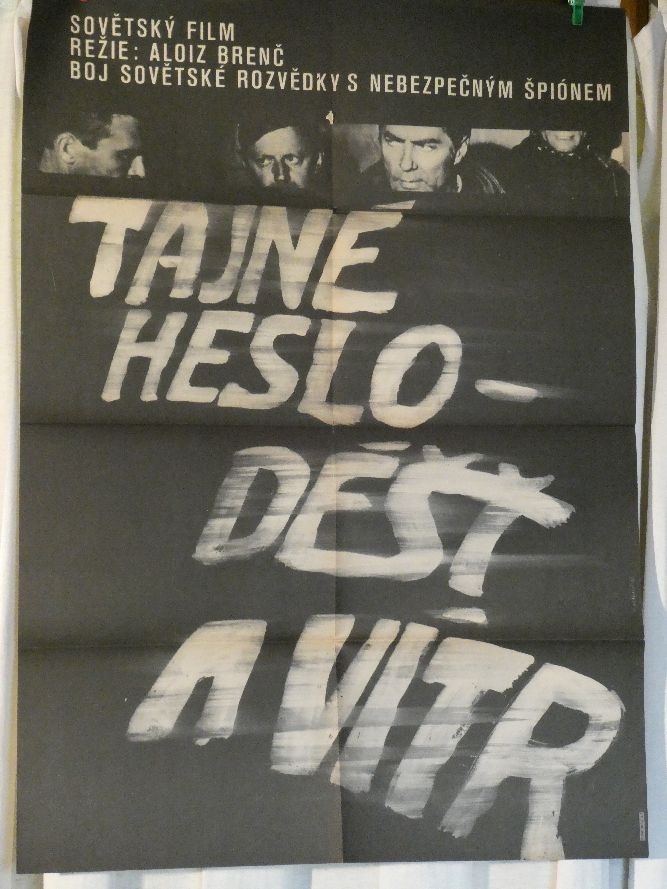 SOVĚTSKÝ FILM
REŽIE: ALOIZ BRENČ
BOJ SOVĚTSKÉ ROZVĚDKY S NEBEZPEČNÝM ŠPIÓNEM
TAJNÉ
HESLO –
DÉŠŤ
A VÍTR